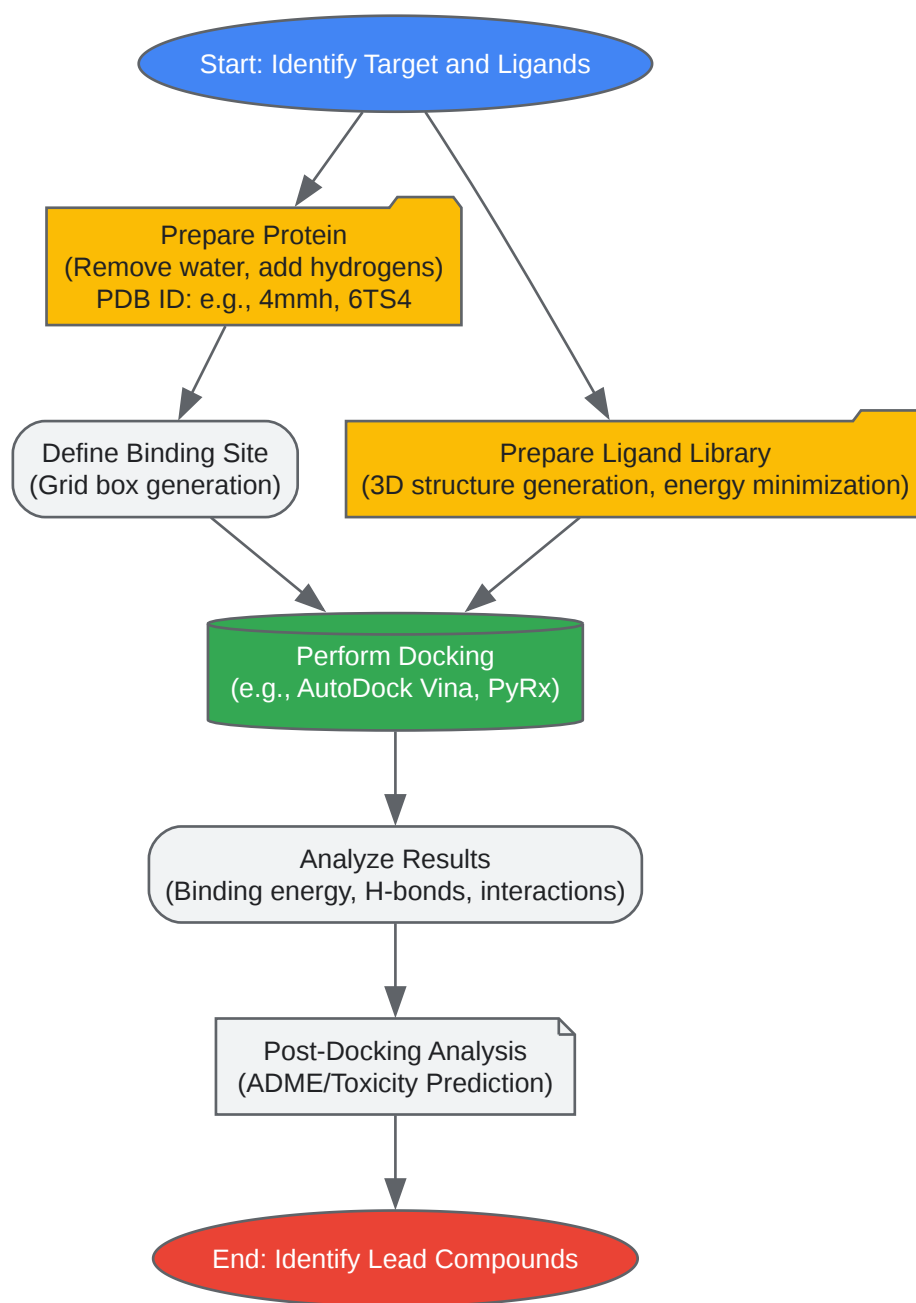 Start: Identify Target and Ligands
Prepare Protein
(Remove water, add hydrogens)
PDB ID: e.g., 4mmh, 6TS4
Define Binding Site
(Grid box generation)
Prepare Ligand Library
(3D structure generation, energy minimization)
Perform Docking
(e.g., AutoDock Vina, PyRx)
Analyze Results
(Binding energy, H-bonds, interactions)
Post-Docking Analysis
(ADME/Toxicity Prediction)
End: Identify Lead Compounds